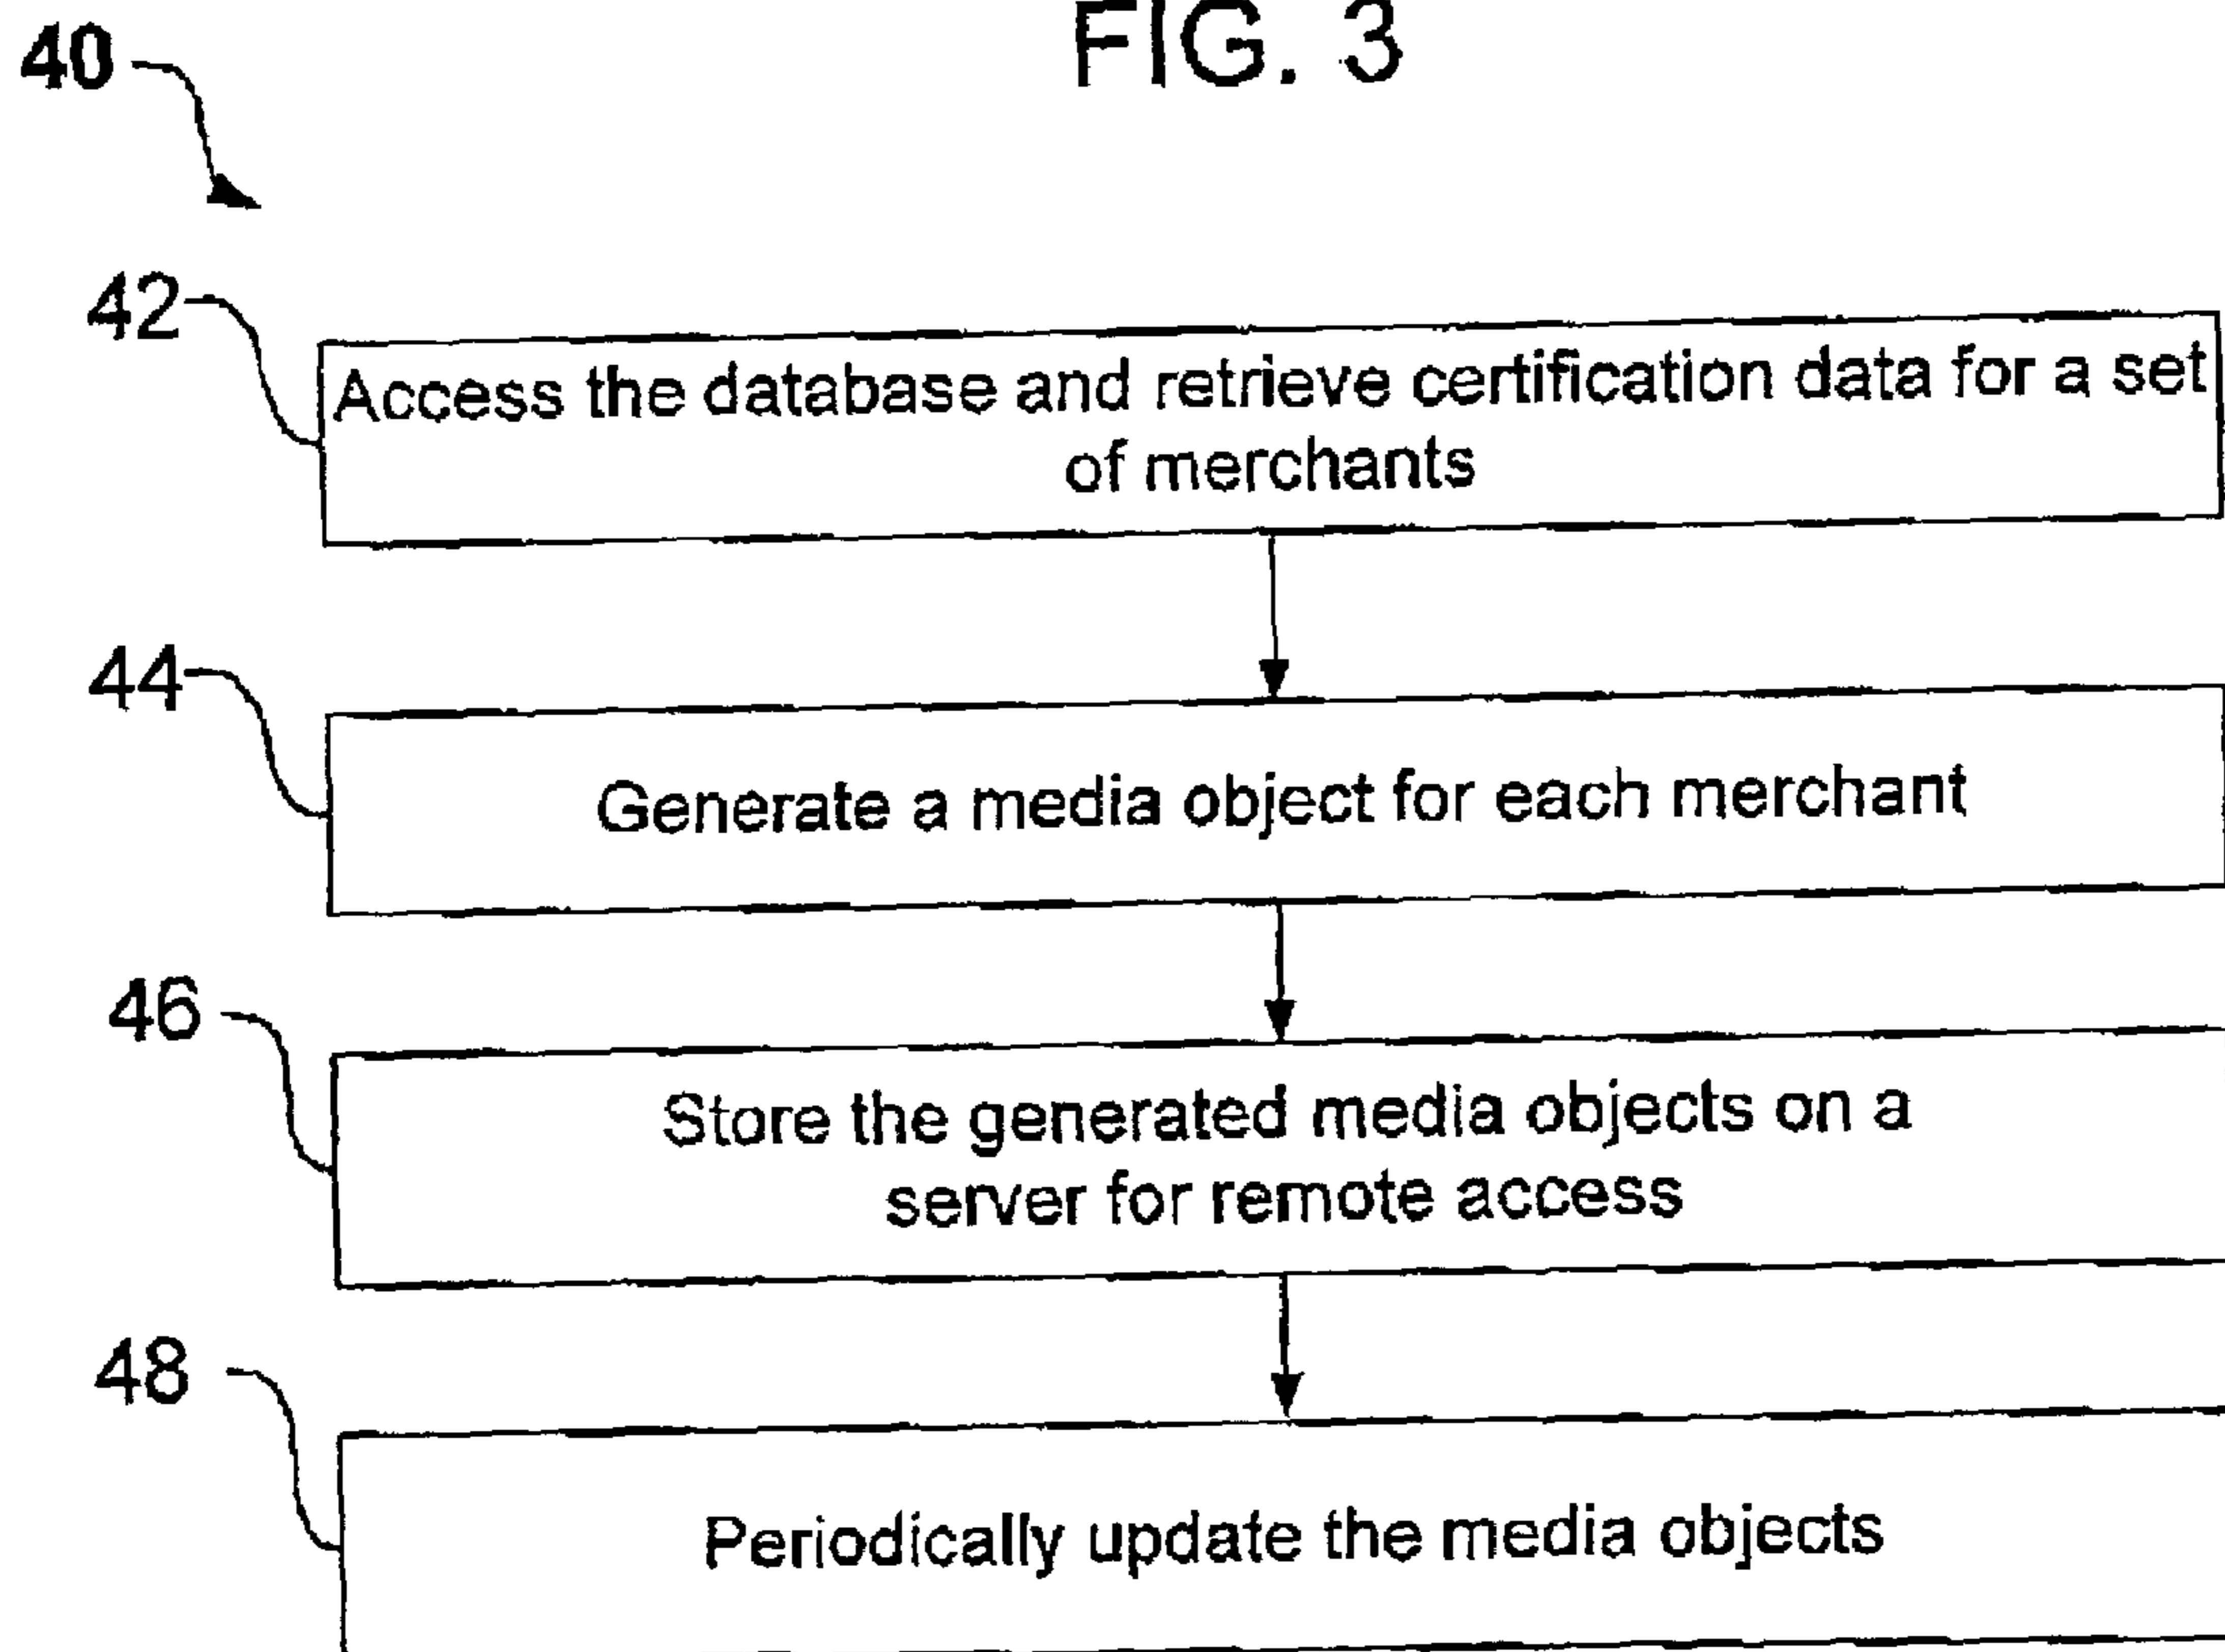 FIG. 3
40
42
Access the database and retrieve certification data for a set
of merchants
44
Generate a media object for each merchant
46
Store the generated media objects on a
server for remote access
48
Periodically update the media objects